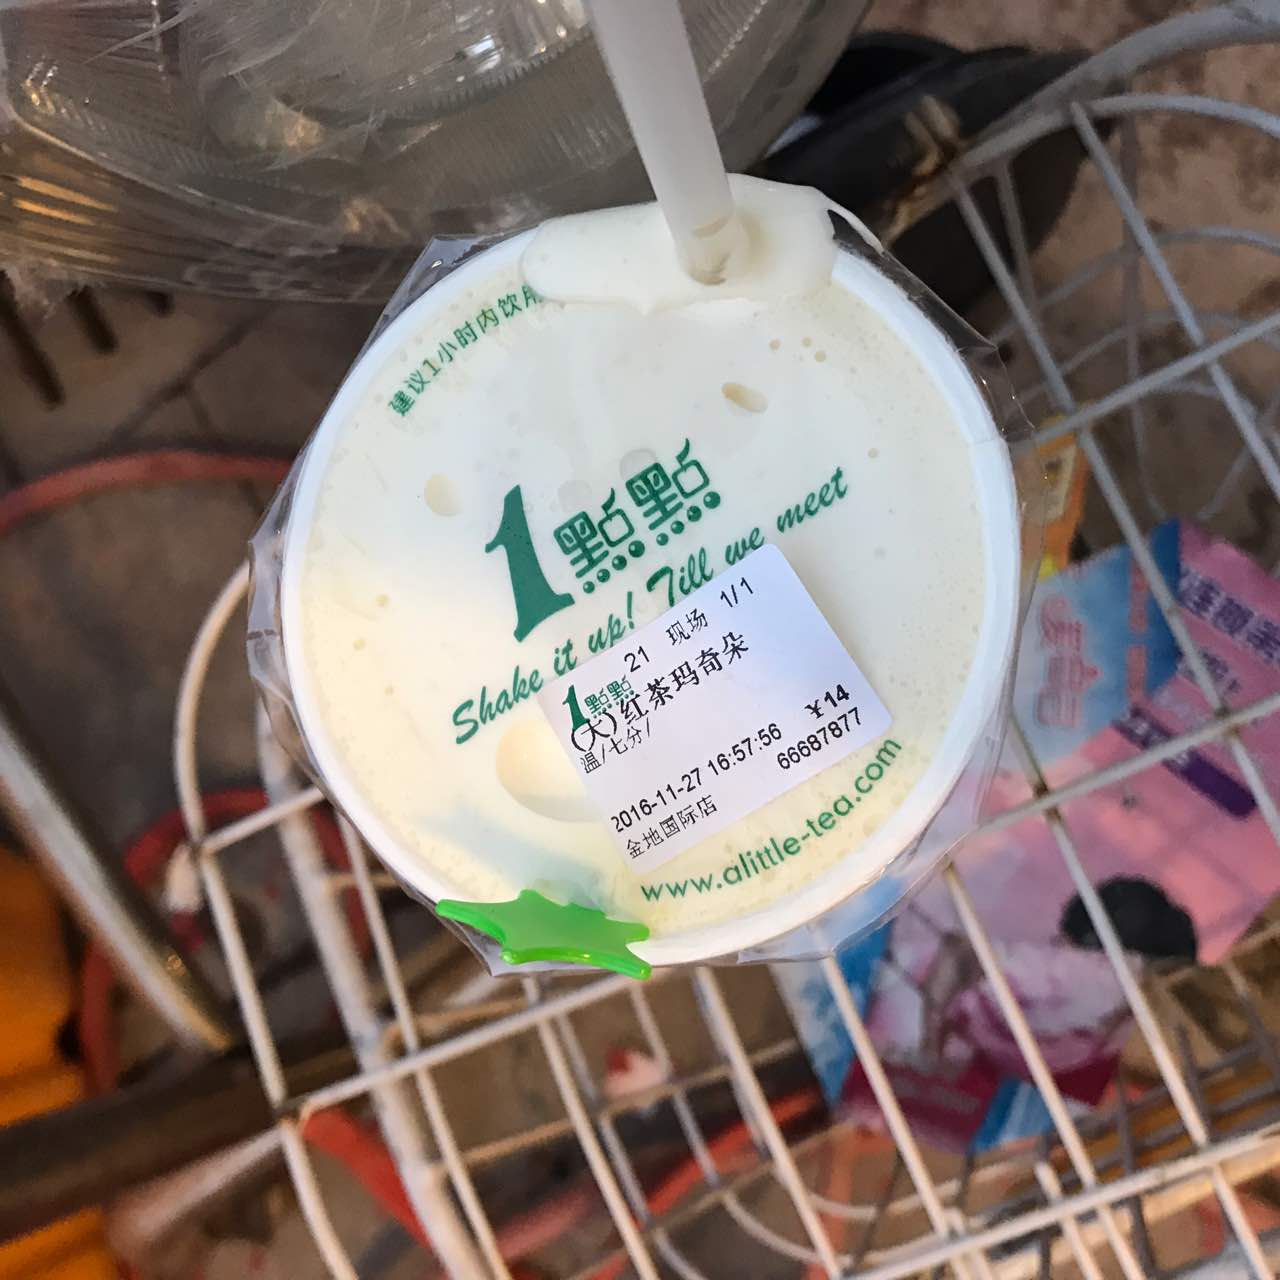 建议1小时内饮用
1點點
Shake it up! Till we meet
21 现场 1/1
1點點
(大)红茶玛奇朵
温/七分/
¥14
2016-11-27 16:57:56
66687877
金地国际店
www.alittle-tea.com